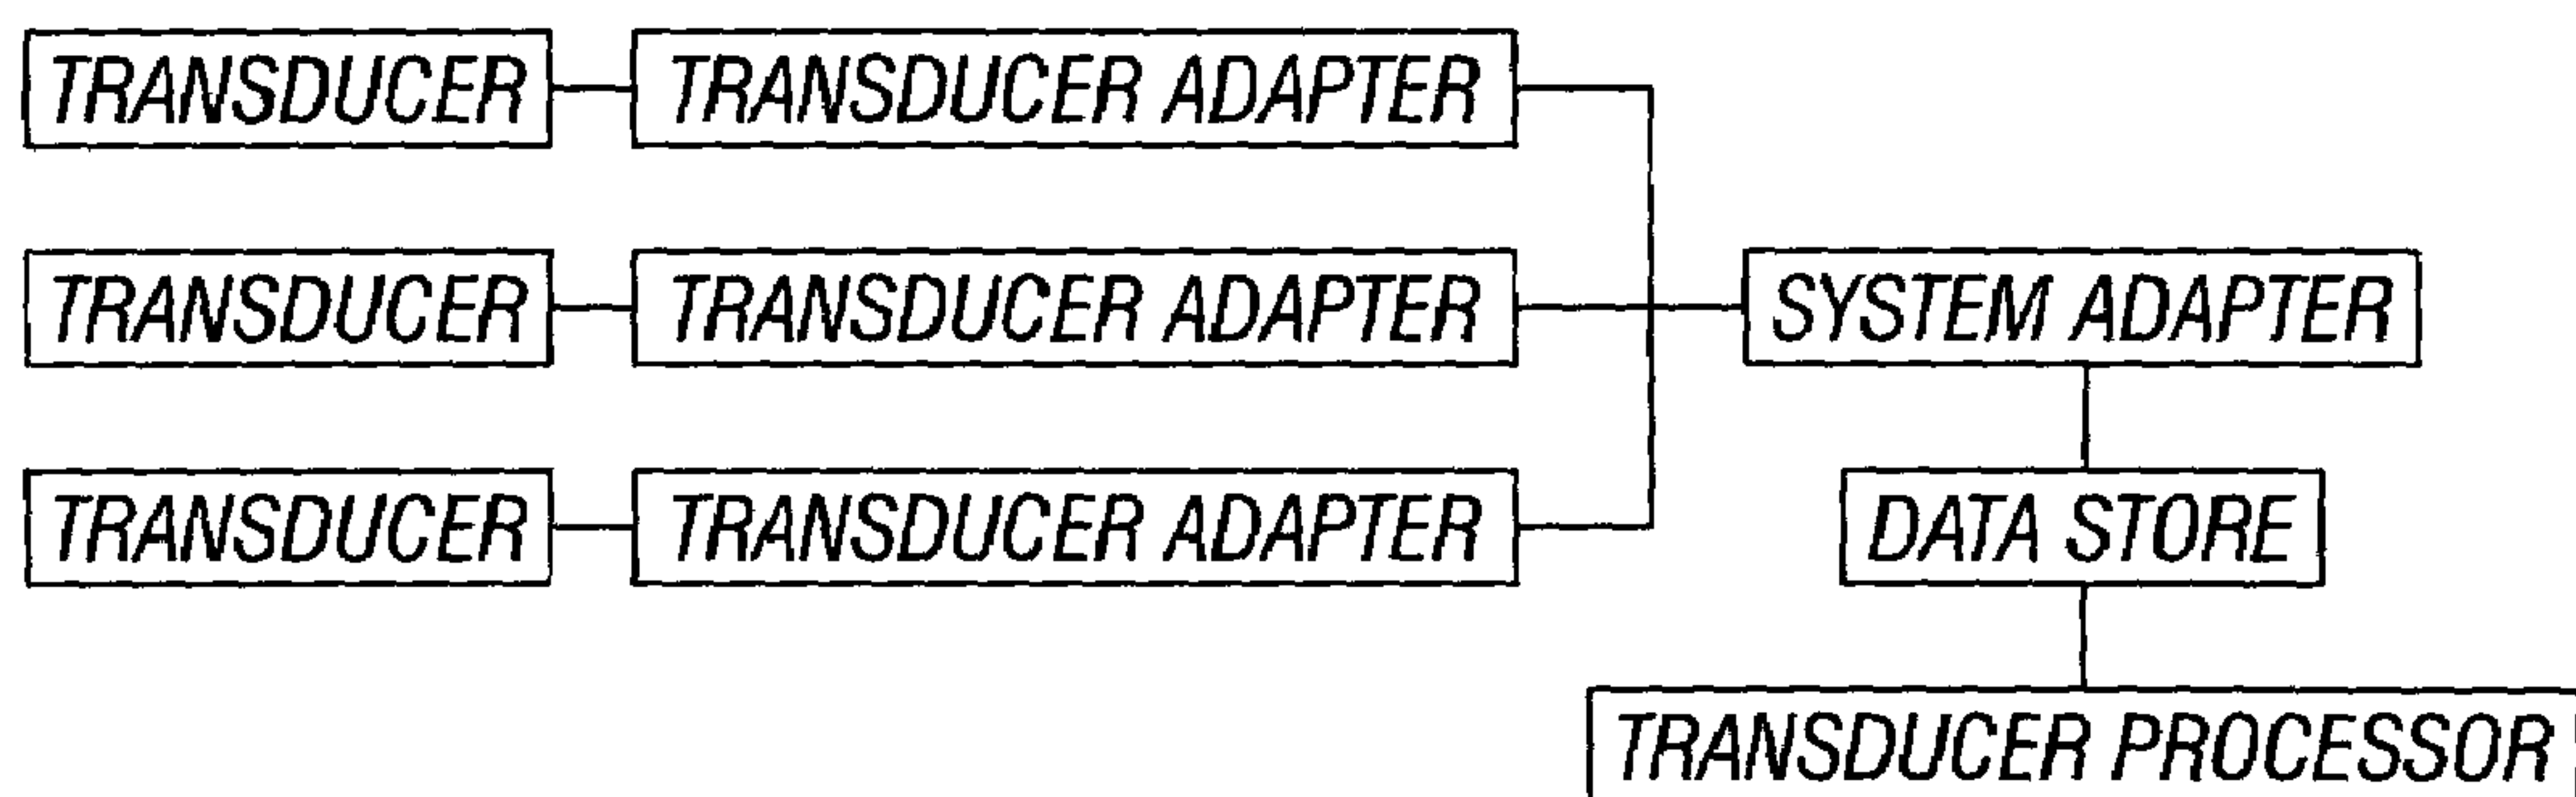 TRANSDUCER
TRANSDUCER ADAPTER
TRANSDUCER
TRANSDUCER ADAPTER
SYSTEM ADAPTER
TRANSDUCER
TRANSDUCER ADAPTER
DATA STORE
TRANSDUCER PROCESSOR